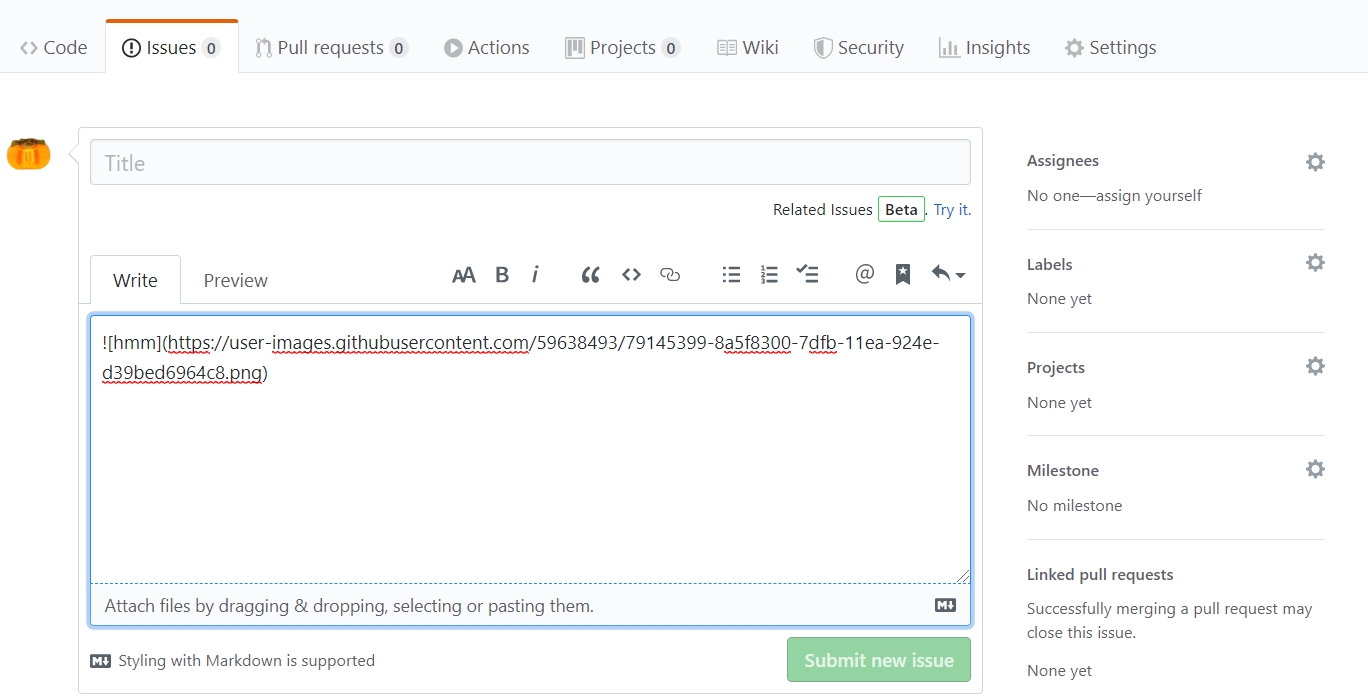 Code Issues 0 Pull requests 0 Actions Projects 0 Wiki Security Insights Settings
Title
Related Issues Beta. Try it.
Write Preview
![hmm](https://user-images.githubusercontent.com/59638493/79145399-8a5f8300-7dfb-11ea-924e-
d39bed6964c8.png)
Attach files by dragging & dropping, selecting or pasting them.
Styling with Markdown is supported
Submit new issue
Assignees
No one—assign yourself
Labels
None yet
Projects
None yet
Milestone
No milestone
Linked pull requests
Successfully merging a pull request may
close this issue.
None yet